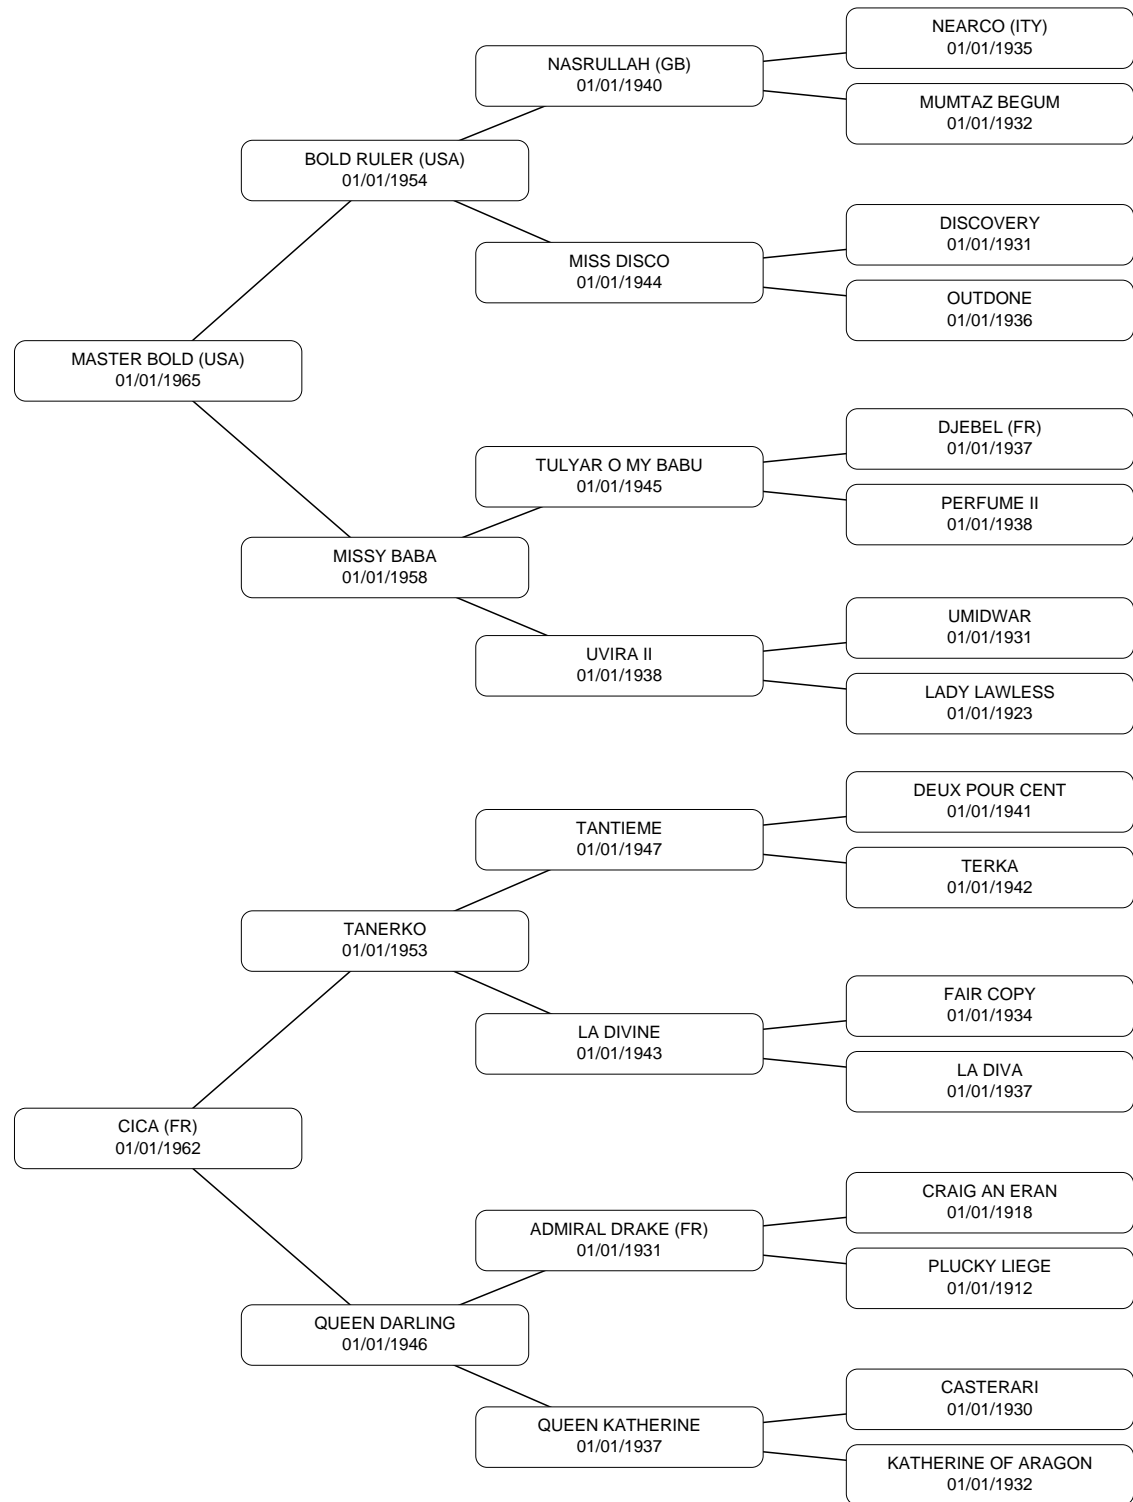 NEARCO (ITY)
01/01/1935
NASRULLAH (GB)
01/01/1940
MUMTAZ BEGUM
01/01/1932
BOLD RULER (USA)
01/01/1954
DISCOVERY
01/01/1931
MISS DISCO
01/01/1944
OUTDONE
01/01/1936
MASTER BOLD (USA)
01/01/1965
DJEBEL (FR)
01/01/1937
TULYAR O MY BABU
01/01/1945
PERFUME II
01/01/1938
MISSY BABA
01/01/1958
UMIDWAR
01/01/1931
UVIRA II
01/01/1938
LADY LAWLESS
01/01/1923
DEUX POUR CENT
01/01/1941
TANTIEME
01/01/1947
TERKA
01/01/1942
TANERKO
01/01/1953
FAIR COPY
01/01/1934
LA DIVINE
01/01/1943
LA DIVA
01/01/1937
CICA (FR)
01/01/1962
CRAIG AN ERAN
01/01/1918
ADMIRAL DRAKE (FR)
01/01/1931
PLUCKY LIEGE
01/01/1912
QUEEN DARLING
01/01/1946
CASTERARI
01/01/1930
QUEEN KATHERINE
01/01/1937
KATHERINE OF ARAGON
01/01/1932